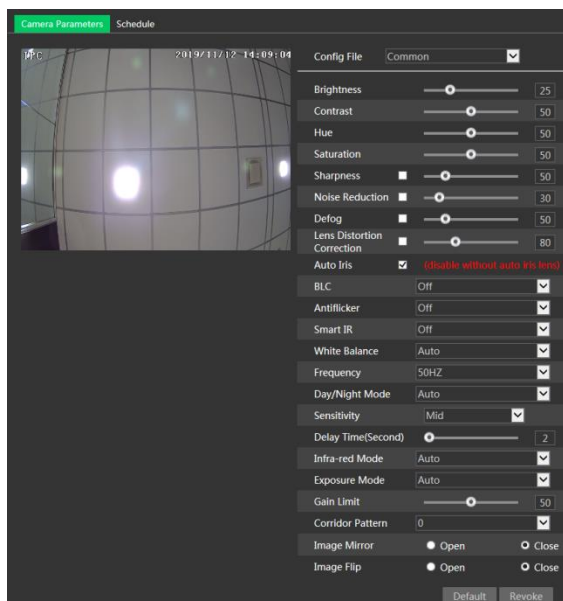 Camera Parameters Schedule
IPC 2019/11/12 14:09:04
Config File Common
Brightness 25
Contrast 50
Hue 50
Saturation 50
Sharpness 50
Noise Reduction 30
Defog 50
Lens Distortion
Correction 80
Auto Iris (disable without auto iris lens)
BLC Off
Antiflicker Off
Smart IR Off
White Balance Auto
Frequency 50HZ
Day/Night Mode Auto
Sensitivity Mid
Delay Time(Second) 2
Infra-red Mode Auto
Exposure Mode Auto
Gain Limit 50
Corridor Pattern 0
Image Mirror Open Close
Image Flip Open Close
Default Revoke